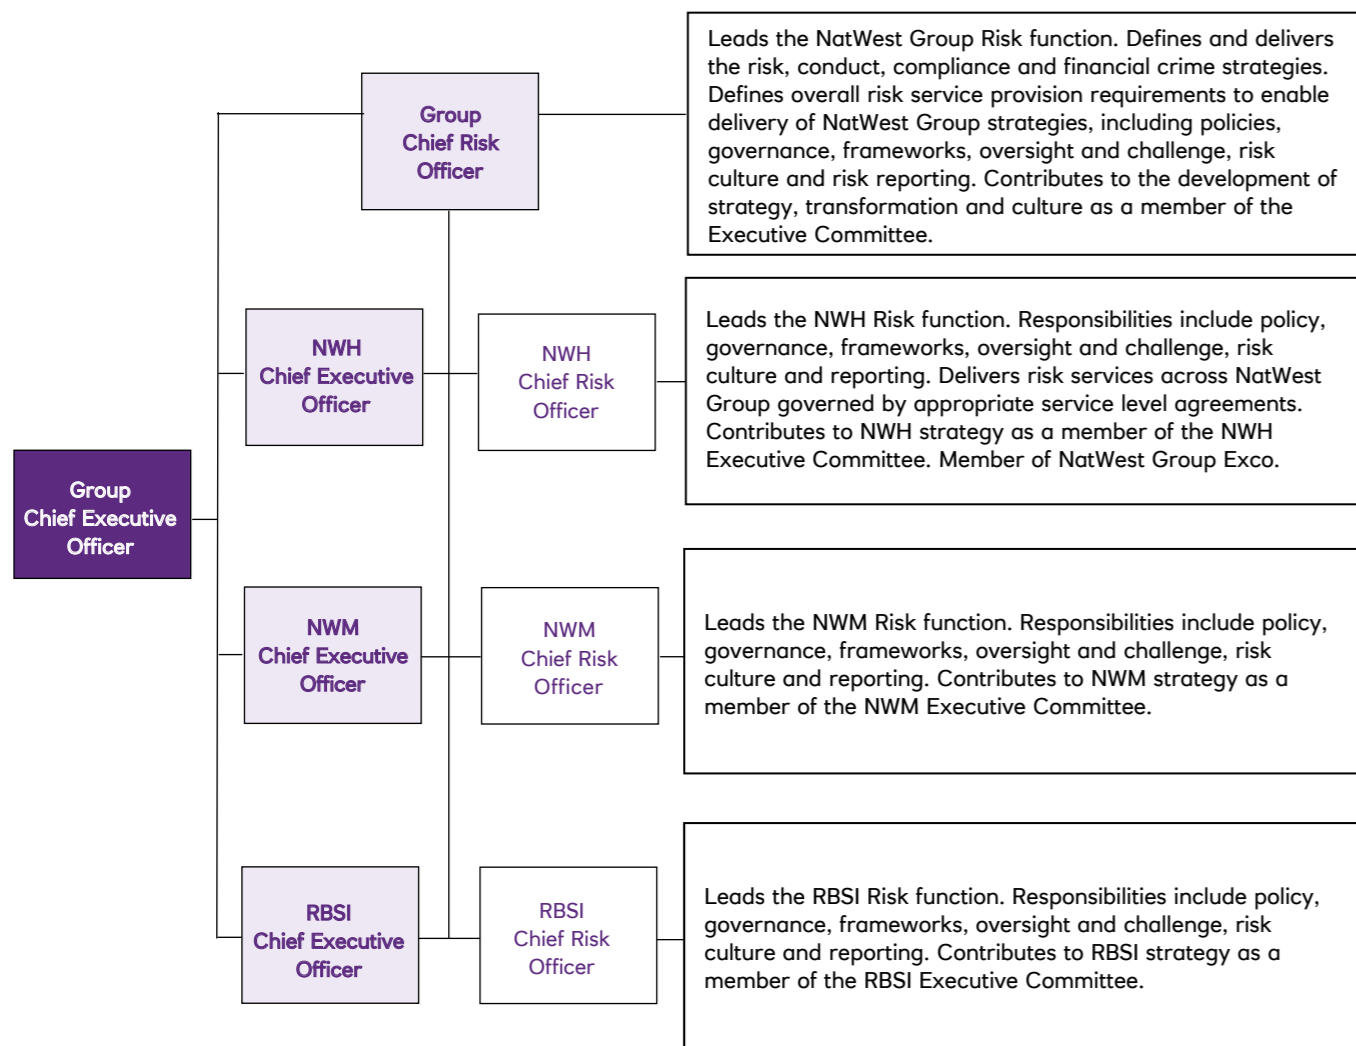 Group
Chief Risk
Officer
Leads the NatWest Group Risk function. Defines and delivers
the risk, conduct, compliance and financial crime strategies.
Defines overall risk service provision requirements to enable
delivery of NatWest Group strategies, including policies,
governance, frameworks, oversight and challenge, risk
culture and risk reporting. Contributes to the development of
strategy, transformation and culture as a member of the
Executive Committee.
NWH
Chief Executive
Officer
NWH
Chief Risk
Officer
Leads the NWH Risk function. Responsibilities include policy,
governance, frameworks, oversight and challenge, risk
culture and reporting. Delivers risk services across NatWest
Group governed by appropriate service level agreements.
Contributes to NWH strategy as a member of the NWH
Executive Committee. Member of NatWest Group Exco.
Group
Chief Executive
Officer
NWM
Chief Executive
Officer
NWM
Chief Risk
Officer
Leads the NWM Risk function. Responsibilities include policy,
governance, frameworks, oversight and challenge, risk
culture and reporting. Contributes to NWM strategy as a
member of the NWM Executive Committee.
RBSI
Chief Executive
Officer
RBSI
Chief Risk
Officer
Leads the RBSI Risk function. Responsibilities include policy,
governance, frameworks, oversight and challenge, risk
culture and reporting. Contributes to RBSI strategy as a
member of the RBSI Executive Committee.